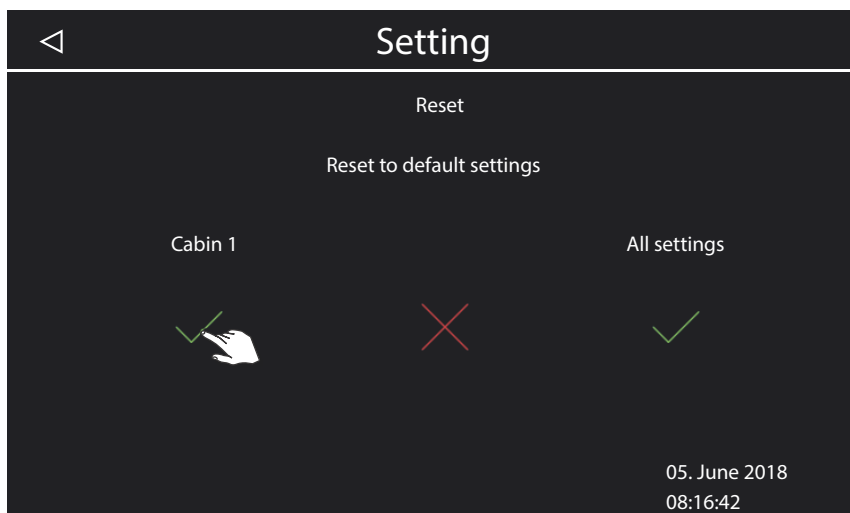 Setting
Reset
Reset to default settings
Cabin 1
All settings
05. June 2018
08:16:42